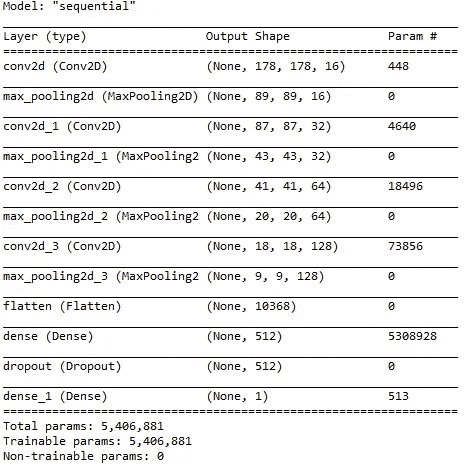 Model: "sequential"
Layer (type) Output Shape Param #
conv2d (Conv2D) (None, 178, 178, 16) 448
max_pooling2d (MaxPooling2D) (None, 89, 89, 16) 0
conv2d_1 (Conv2D) (None, 87, 87, 32) 4640
max_pooling2d_1 (MaxPooling2 (None, 43, 43, 32) 0
conv2d_2 (Conv2D) (None, 41, 41, 64) 18496
max_pooling2d_2 (MaxPooling2 (None, 20, 20, 64) 0
conv2d_3 (Conv2D) (None, 18, 18, 128) 73856
max_pooling2d_3 (MaxPooling2 (None, 9, 9, 128) 0
flatten (Flatten) (None, 10368) 0
dense (Dense) (None, 512) 5308928
dropout (Dropout) (None, 512) 0
dense_1 (Dense) (None, 1) 513
Total params: 5,406,881
Trainable params: 5,406,881
Non-trainable params: 0